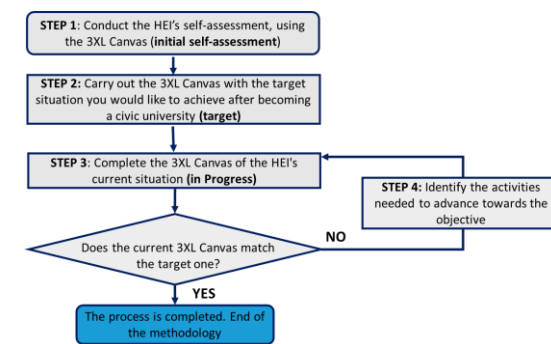 STEP 1: Conduct the HEI's self-assessment, using
the 3XL Canvas (initial self-assessment)
STEP 2: Carry out the 3XL Canvas with the target
situation you would like to achieve after becoming
a civic university (target)
STEP 3: Complete the 3XL Canvas of the HEI's
current situation (in Progress)
STEP 4: Identify the activities
needed to advance towards the
objective
Does the current 3XL Canvas match
the target one?
NO
YES
The process is completed. End of
the methodology